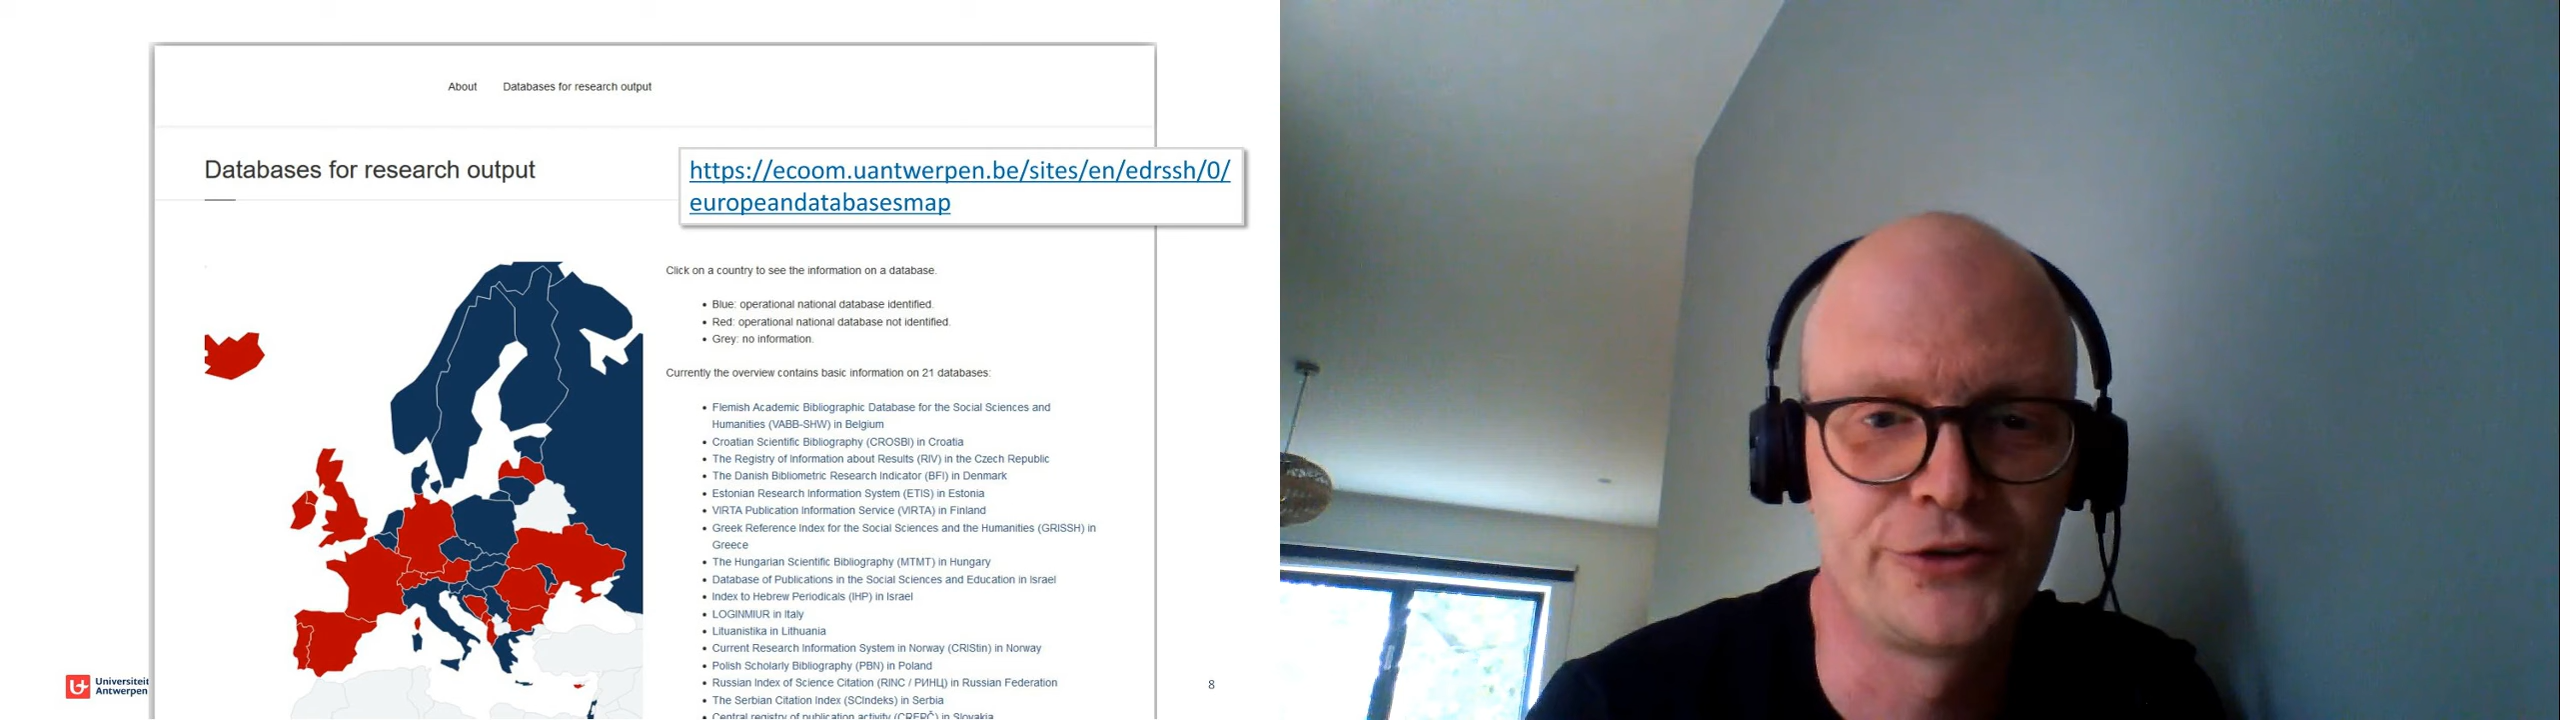 About Databases for research output
Databases for research output
https://ecoom.uantwerpen.be/sites/en/edrssh/0/
europeandatabasesmap
Click on a country to see the information on a database.
• Blue: operational national database identified.
• Red: operational national database not identified.
• Grey: no information.
Currently the overview contains basic information on 21 databases:
• Flemish Academic Bibliographic Database for the Social Sciences and
Humanities (VABB-SHW) in Belgium
• Croatian Scientific Bibliography (CROSBI) in Croatia
• The Registry of Information about Results (RIV) in the Czech Republic
• The Danish Bibliometric Research Indicator (BFI) in Denmark
• Estonian Research Information System (ETIS) in Estonia
• VIRTA Publication Information Service (VIRTA) in Finland
• Greek Reference Index for the Social Sciences and the Humanities (GRISSH) in
Greece
• The Hungarian Scientific Bibliography (MTMT) in Hungary
• Database of Publications in the Social Sciences and Education in Israel
• Index to Hebrew Periodicals (IHP) in Israel
• LOGINMIUR in Italy
• Lituanistika in Lithuania
• Current Research Information System in Norway (CRIStin) in Norway
• Polish Scholarly Bibliography (PBN) in Poland
• Russian Index of Science Citation (RINC / РИНЦ) in Russian Federation
• The Serbian Citation Index (SCIndeks) in Serbia
• Central registry of publication activity (CREPČ) in Slovakia
Universiteit
Antwerpen
8